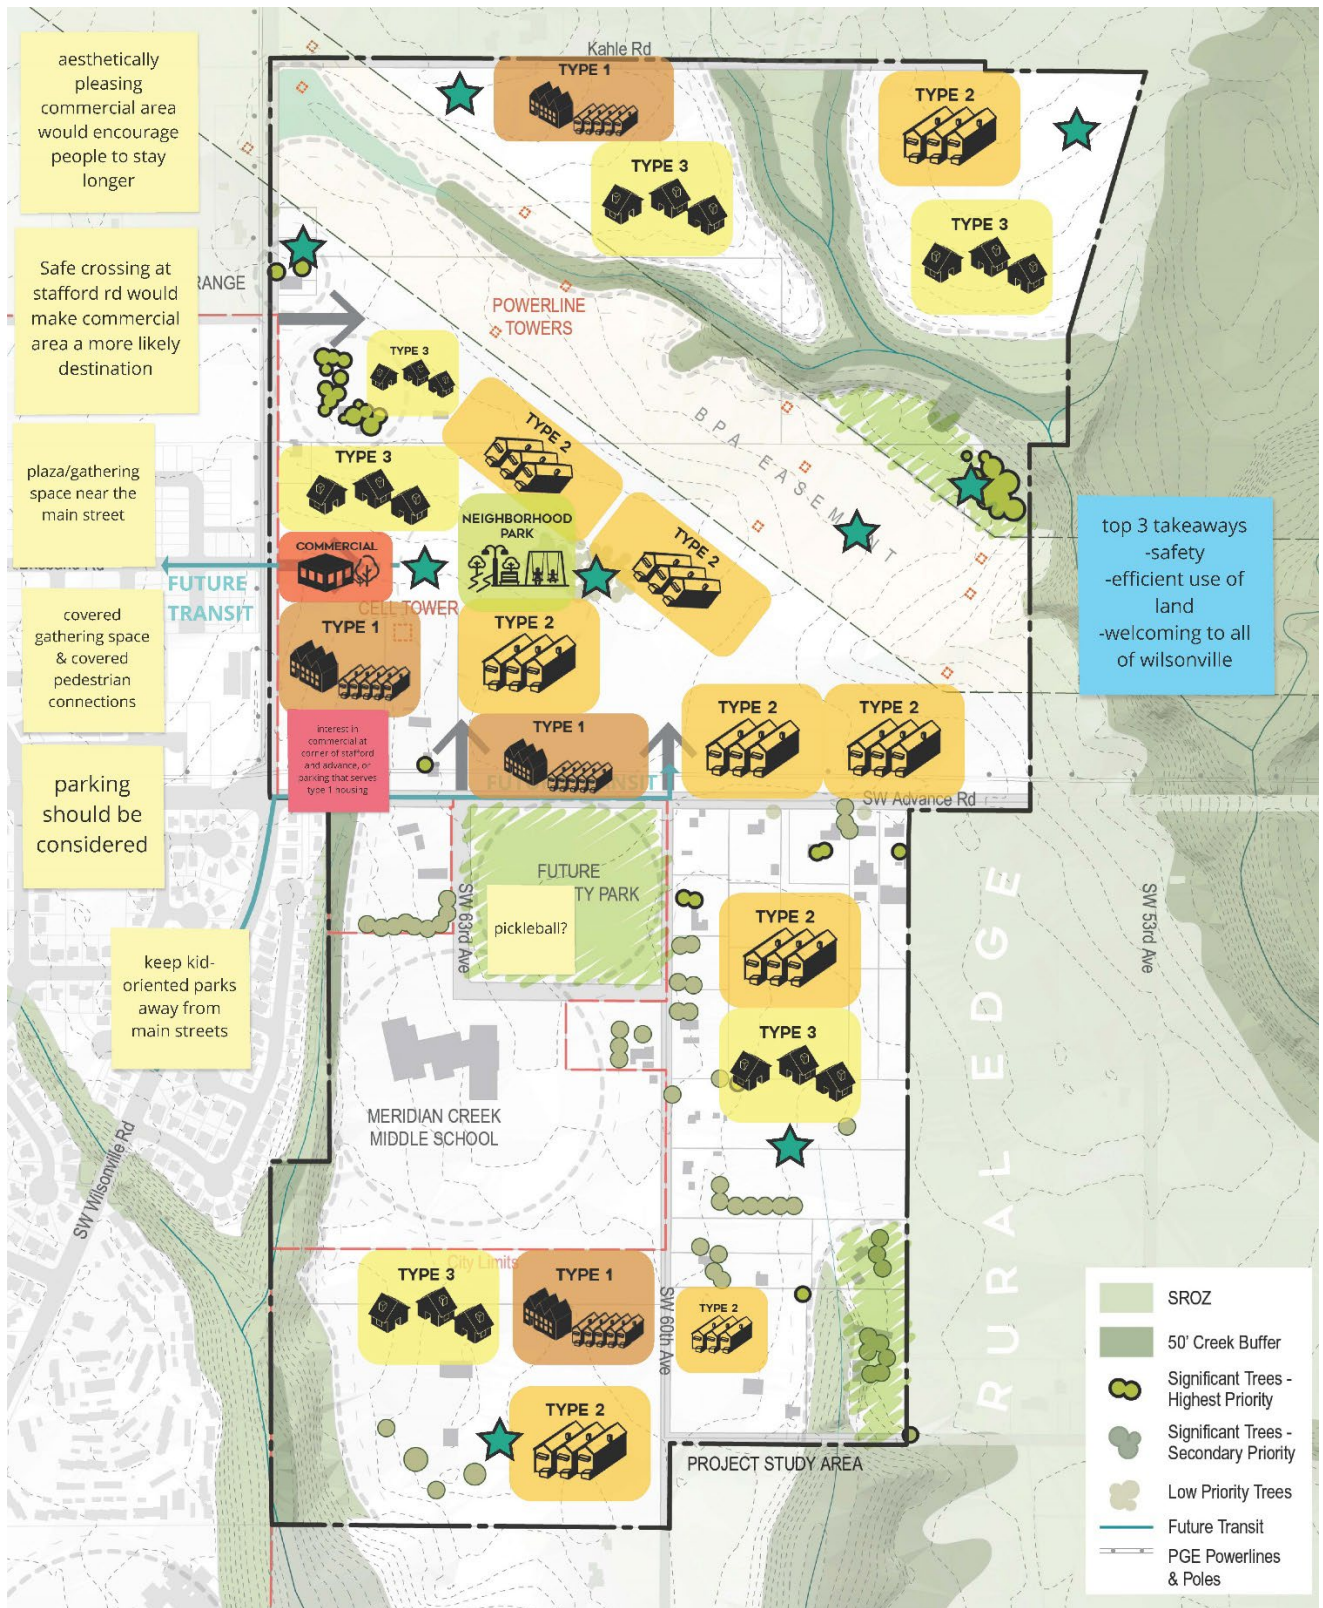 Kahle Rd
aesthetically
pleasing
commercial area
would encourage
people to stay
longer
TYPE 1
TYPE 2
TYPE 3
TYPE 3
Safe crossing at
stafford rd would
make commercial
area a more likely
destination
RANGE
POWERLINE
TOWERS
TYPE 3
TYPE 2
BPA EASEMENT
plaza/gathering
space near the
main street
TYPE 3
NEIGHBORHOOD
PARK
TYPE 2
top 3 takeaways
-safety
-efficient use of
land
-welcoming to all
of wilsonville
COMMERCIAL
FUTURE
TRANSIT
CELL TOWER
covered
gathering space
& covered
pedestrian
connections
TYPE 1
TYPE 2
TYPE 2
TYPE 2
interest in
commercial at
corner of stafford
and advance, or
parking that serves
type 1 housing
TYPE 1
parking
should be
considered
SW Advance Rd
FUTURE
TY PARK
SW 63rd Ave
pickleball?
TYPE 2
RURAL EDGE
SW 53rd Ave
keep kid-
oriented parks
away from
main streets
TYPE 3
MERIDIAN CREEK
MIDDLE SCHOOL
SW Wilsonville Rd
City Limits
TYPE 3
TYPE 1
SW 60th Ave
TYPE 2
TYPE 2
PROJECT STUDY AREA
SROZ
50' Creek Buffer
Significant Trees -
Highest Priority
Significant Trees -
Secondary Priority
Low Priority Trees
Future Transit
PGE Powerlines
& Poles